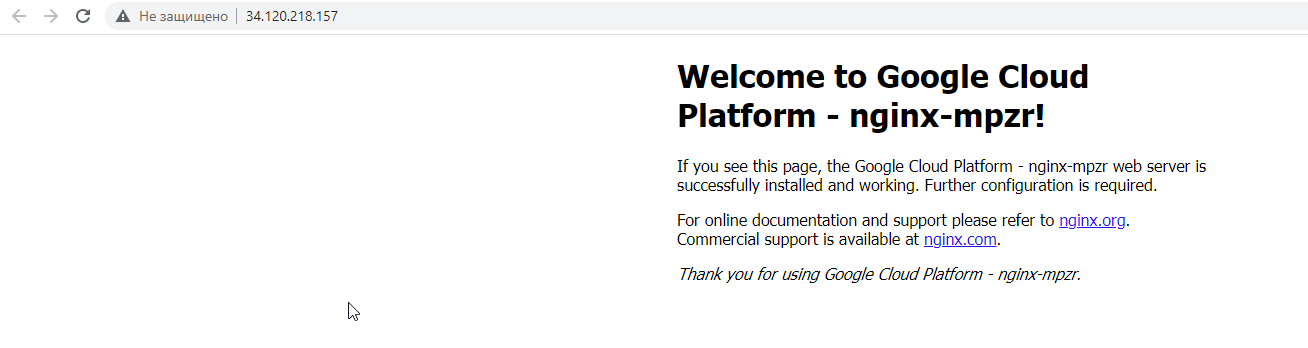 Не защищено 34.120.218.157
Welcome to Google Cloud
Platform - nginx-mpzr!
If you see this page, the Google Cloud Platform - nginx-mpzr web server is
successfully installed and working. Further configuration is required.
For online documentation and support please refer to nginx.org.
Commercial support is available at nginx.com.
Thank you for using Google Cloud Platform - nginx-mpzr.